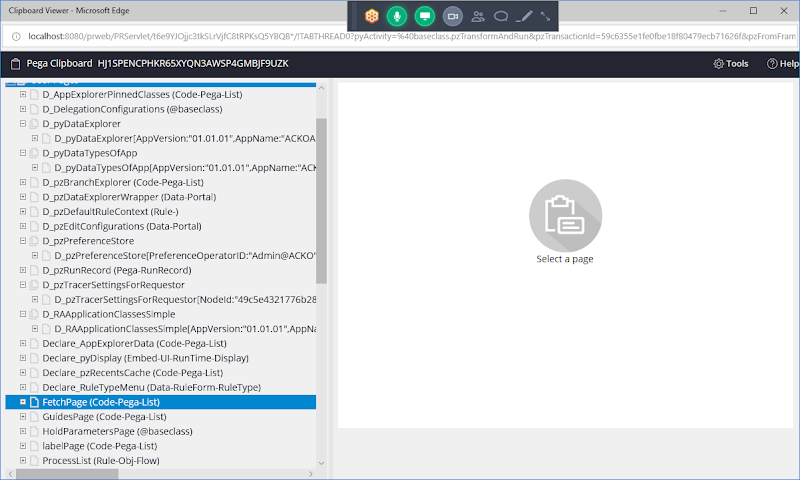 Clipboard Viewer - Microsoft Edge
localhost:8080/prweb/PRServlet/t6e9YJOjjc3tkSLrVjfC8tRPKsQ5YBQB*/!TABTHREAD0?pyActivity=%40baseclass.pzTransformAndRun&pzTransactionId=59c6355e1fe0fbe18f80479ecb71626f&pzFromFram
Pega Clipboard HJ1SPENCPHKR65XYQN3AWSP4GMBJF9UZK
Tools
Help
D_AppExplorerPinnedClasses (Code-Pega-List)
D_DelegationConfigurations (@baseclass)
D_pyDataExplorer
D_pyDataExplorer[AppVersion:"01.01.01",AppName:"ACKOA
D_pyDataTypesOfApp
D_pyDataTypesOfApp[AppVersion:"01.01.01",AppName:"ACK
D_pzBranchExplorer (Code-Pega-List)
D_pzDataExplorerWrapper (Data-Portal)
D_pzDefaultRuleContext (Rule-)
D_pzEditConfigurations (Data-Portal)
D_pzPreferenceStore
D_pzPreferenceStore[PreferenceOperatorID:"Admin@ACKO"
D_pzRunRecord (Pega-RunRecord)
D_pzTracerSettingsForRequestor
D_pzTracerSettingsForRequestor[NodeId:"49c5e4321776b28
D_RAApplicationClassesSimple
D_RAApplicationClassesSimple[AppVersion:"01.01.01",AppNa
Declare_AppExplorerData (Code-Pega-List)
Declare_pyDisplay (Embed-UI-RunTime-Display)
Declare_pzRecentsCache (Code-Pega-List)
Declare_RuleTypeMenu (Data-RuleForm-RuleType)
FetchPage (Code-Pega-List)
GuidesPage (Code-Pega-List)
HoldParametersPage (@baseclass)
labelPage (Code-Pega-List)
ProcessList (Rule-Obj-Flow)
Select a page